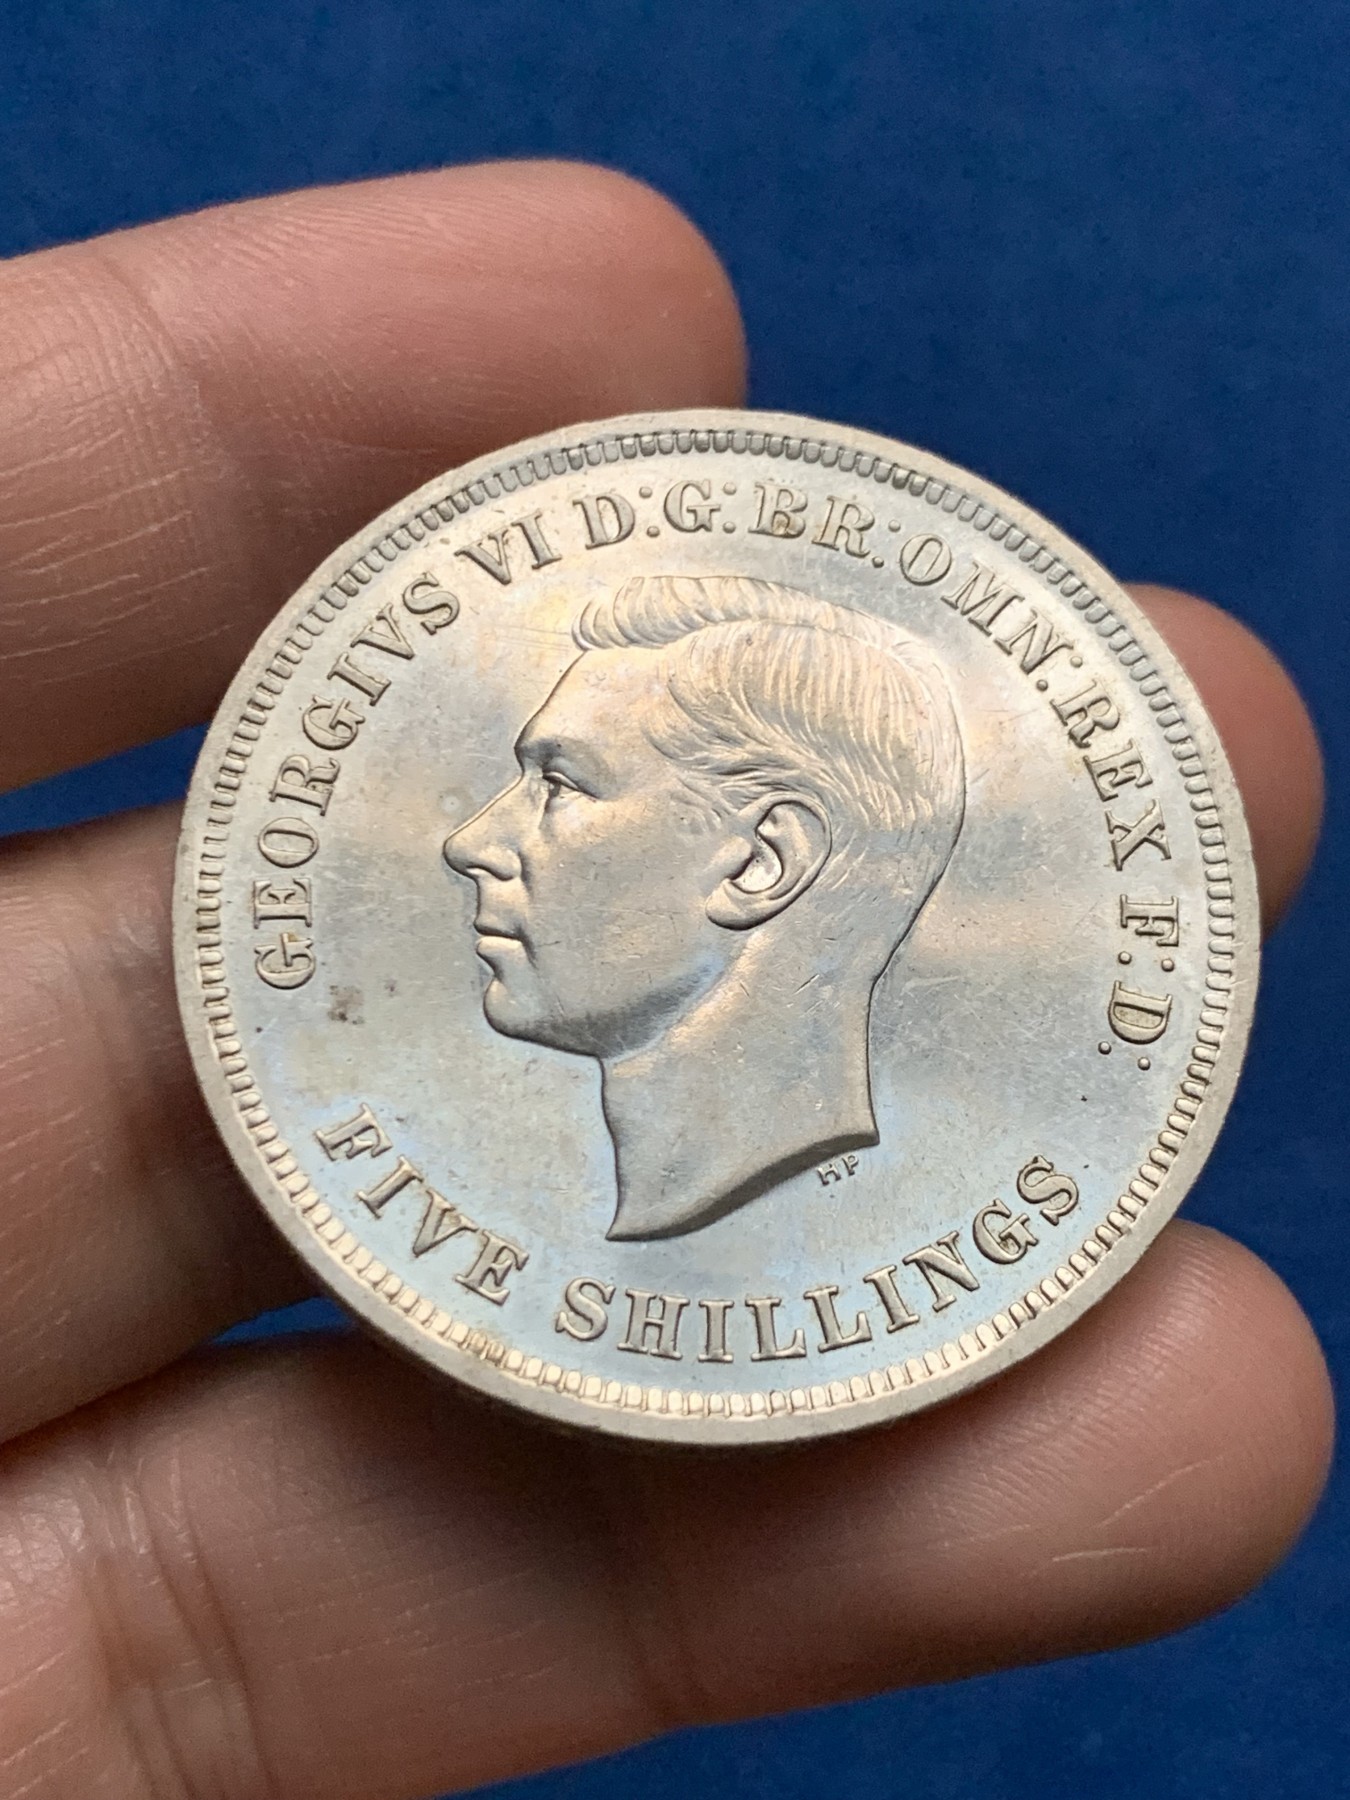 GEORGIVS VI D:G:BR:OMN:REX F:D:
HP
FIVE SHILLINGS